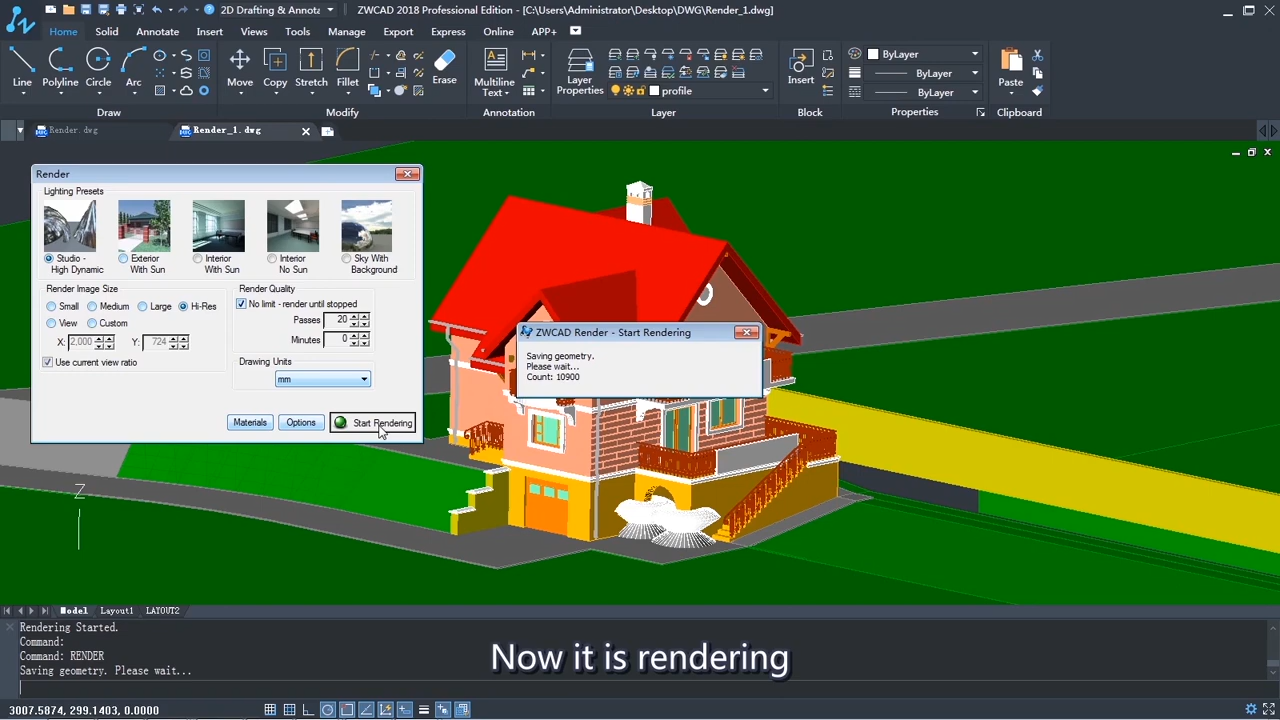 2D Drafting & Annotat
ZWCAD 2018 Professional Edition - [C:\Users\Administrator\Desktop\DWG\Render_1.dwg]
Home Solid Annotate Insert Views Tools Manage Export Express Online APP+
Line Polyline Circle Arc
Move Copy Stretch Fillet Erase
Multiline Text
Layer Properties
profile
Insert
ByLayer
ByLayer
ByLayer
Paste
Draw Modify Annotation Layer Block Properties Clipboard
Render.dwg Render_1.dwg
Render
Lighting Presets
Studio - High Dynamic
Exterior With Sun
Interior With Sun
Interior No Sun
Sky With Background
Render Image Size
Small Medium Large Hi-Res
View Custom
X: 2,000 Y: 724
Use current view ratio
Render Quality
No limit - render until stopped
Passes 20
Minutes 0
Drawing Units
mm
Materials Options Start Rendering
ZWCAD Render - Start Rendering
Saving geometry.
Please wait...
Count: 10900
Z
Model Layout1 LAYOUT2
Rendering Started.
Command:
Command: RENDER
Saving geometry. Please wait...
Now it is rendering
3007.5874, 299.1403, 0.0000